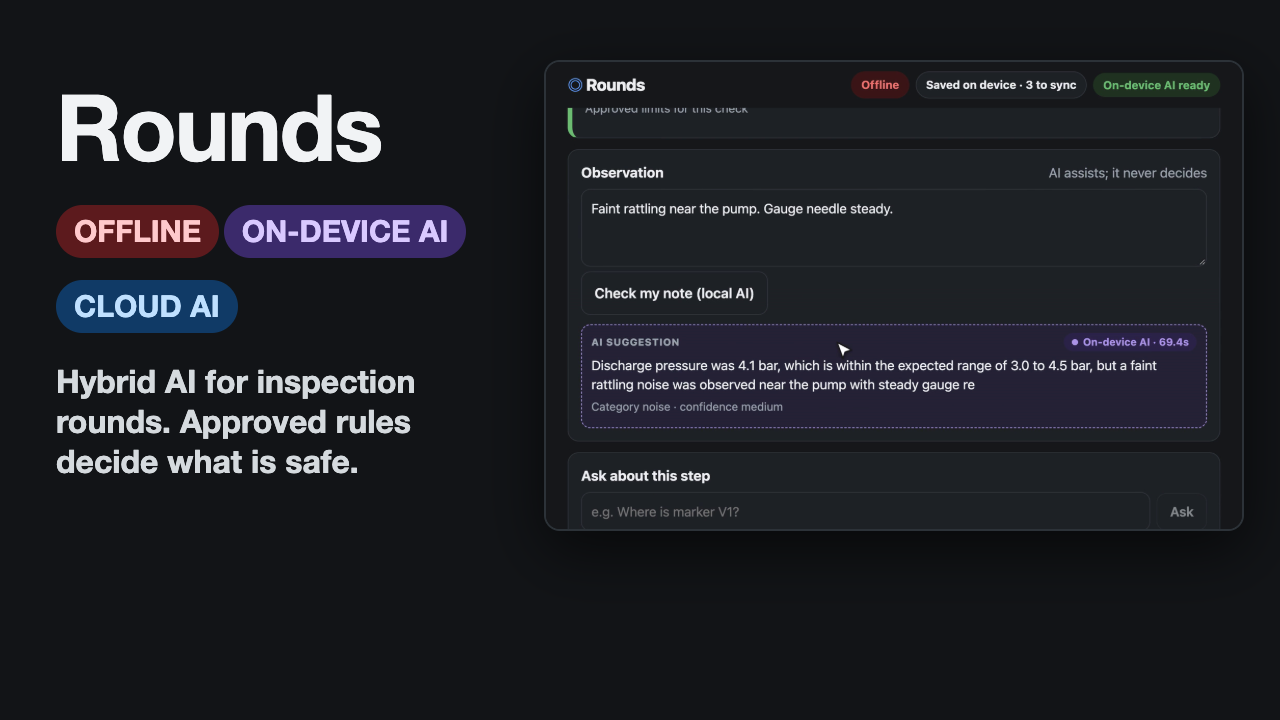 Rounds
OFFLINE
ON-DEVICE AI
CLOUD AI
Hybrid AI for inspection
rounds. Approved rules
decide what is safe.
Rounds
Offline
Saved on device · 3 to sync
On-device AI ready
Approved limits for this check
Observation
AI assists; it never decides
Faint rattling near the pump. Gauge needle steady.
Check my note (local AI)
AI SUGGESTION
On-device AI · 69.4s
Discharge pressure was 4.1 bar, which is within the expected range of 3.0 to 4.5 bar, but a faint
rattling noise was observed near the pump with steady gauge re
Category noise · confidence medium
Ask about this step
e.g. Where is marker V1?
Ask